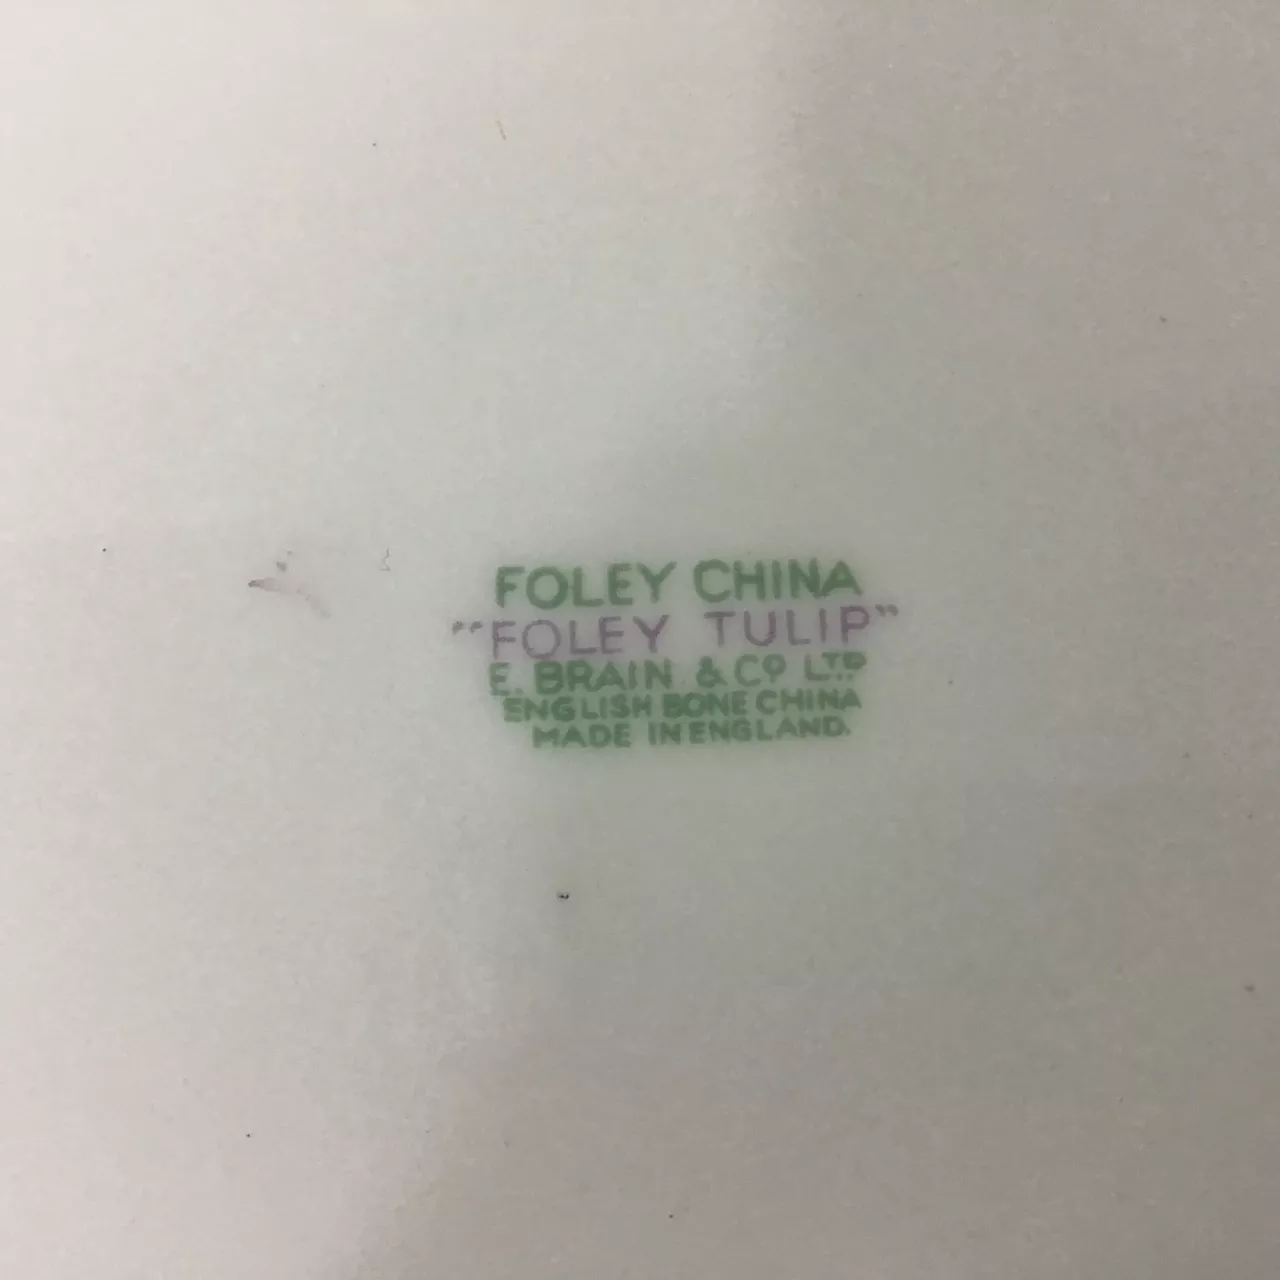 FOLEY CHINA
"FOLEY TULIP"
E. BRAIN & Co LTD
ENGLISH BONE CHINA
MADE IN ENGLAND.